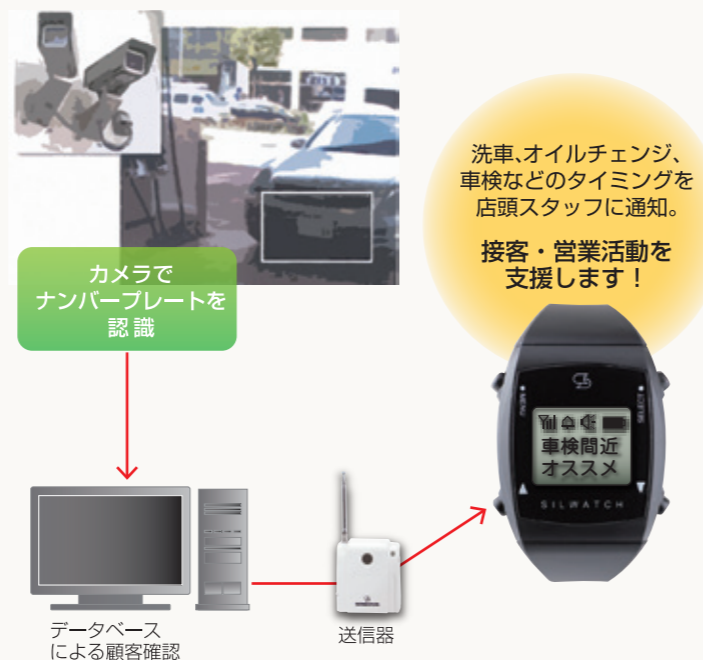 洗車、オイルチェンジ、
車検などのタイミングを
店頭スタッフに通知。
接客・営業活動を
支援します！
カメラで
ナンバープレートを
認識
MENU
SELECT
車検間近
オススメ
SILWATCH
データベース
による顧客確認
送信器